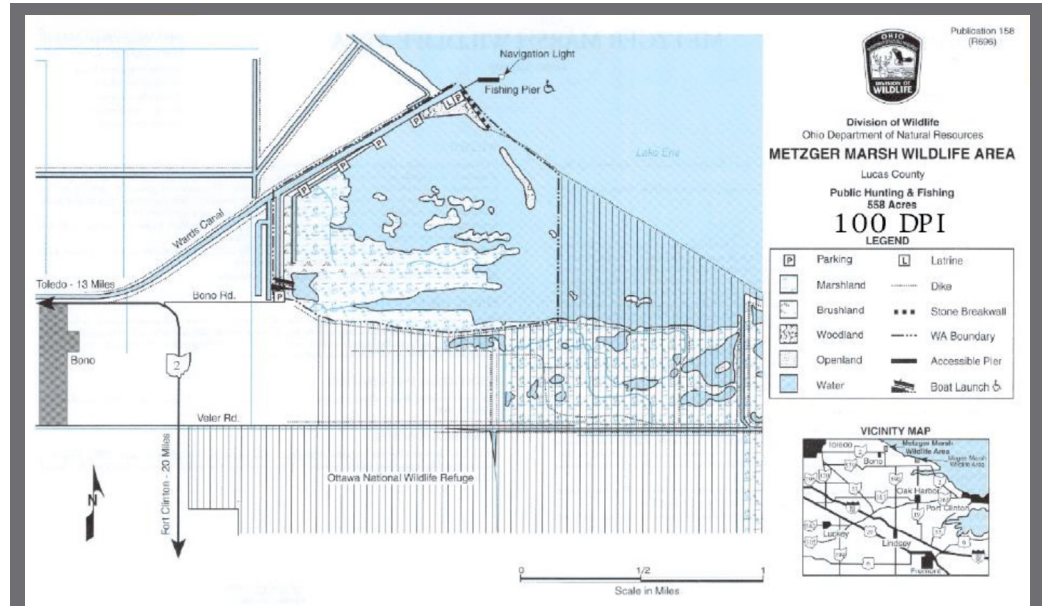 Publication 158
(R696)
OHIO
DIVISION OF
WILDLIFE
Division of Wildlife
Ohio Department of Natural Resources
METZGER MARSH WILDLIFE AREA
Lucas County
Public Hunting & Fishing
558 Acres
100 DPI
LEGEND
P Parking
L Latrine
Marshland
Dike
Brushland
Stone Breakwall
Woodland
WA Boundary
Openland
Accessible Pier
Water
Boat Launch
Navigation Light
Fishing Pier
L P
P
P
P
P
Lake Erie
Wards Canal
Toledo - 13 Miles
Bono Rd.
P
Bono
2
Veler Rd.
Port Clinton - 20 Miles
Ottawa National Wildlife Refuge
N
0 1/2 1
Scale in Miles
VICINITY MAP
Toledo
Metzger Marsh
Wildlife Area
Bono
2
Magee Marsh
Wildlife Area
2
Oak Harbor
Port Clinton
Luckey
Lindsey
Fremont
6